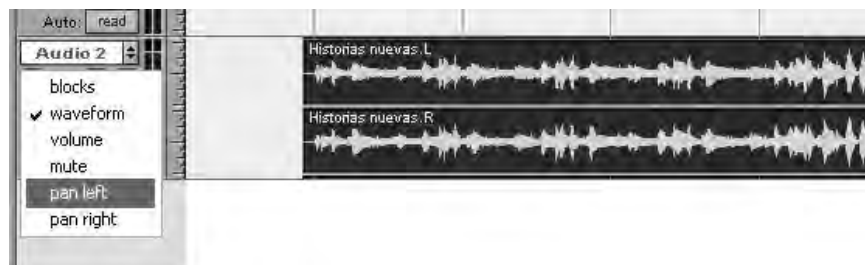 Auto: read
Audio 2
Historias nuevas.L
blocks
waveform
volume
Historias nuevas.R
mute
pan left
pan right